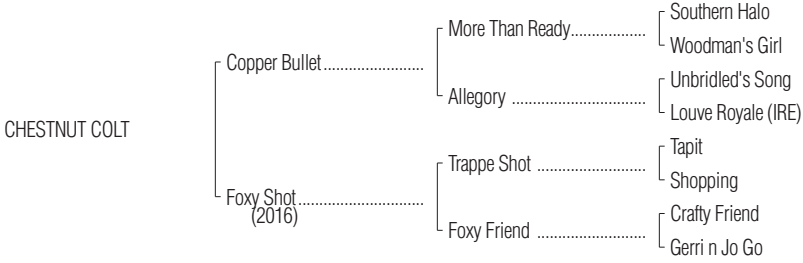 Southern Halo
More Than Ready..................
Woodman's Girl
Copper Bullet........................
Unbridled's Song
Allegory ................................
Louve Royale (IRE)
CHESTNUT COLT
Tapit
Trappe Shot ..........................
Shopping
Foxy Shot..............................
(2016)
Crafty Friend
Foxy Friend ..........................
Gerri n Jo Go